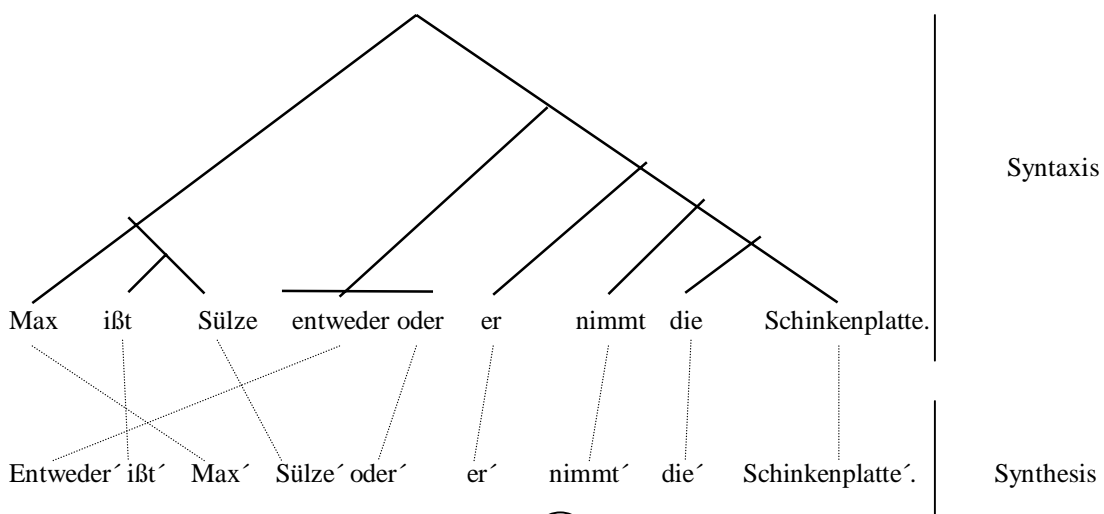 Syntaxis
Max ißt Sülze entweder oder er nimmt die Schinkenplatte.
Entweder´ ißt´ Max´ Sülze´ oder´ er´ nimmt´ die´ Schinkenplatte´. Synthesis